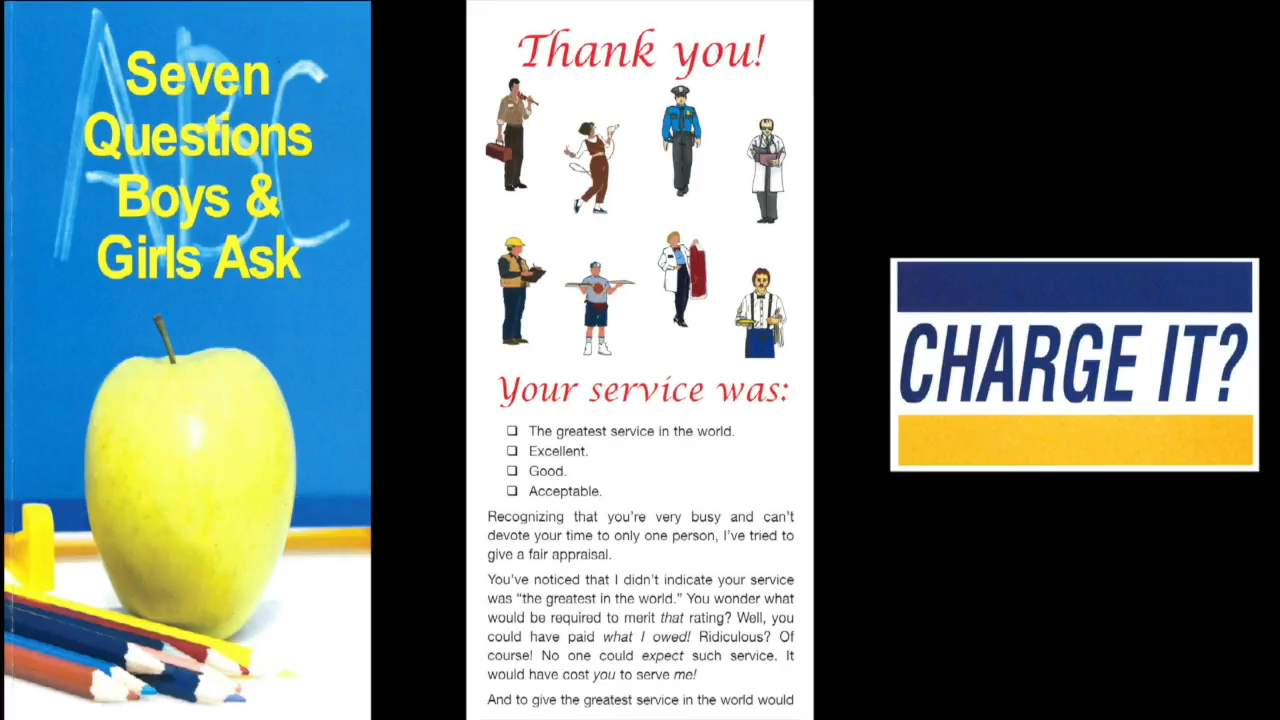 Seven
Questions
Boys &
Girls Ask
ABC
Thank you!
Your service was:
❑ The greatest service in the world.
❑ Excellent.
❑ Good.
❑ Acceptable.
Recognizing that you’re very busy and can’t
devote your time to only one person, I’ve tried to
give a fair appraisal.
You’ve noticed that I didn’t indicate your service
was “the greatest in the world.” You wonder what
would be required to merit that rating? Well, you
could have paid what I owed! Ridiculous? Of
course! No one could expect such service. It
would have cost you to serve me!
And to give the greatest service in the world would
CHARGE IT?